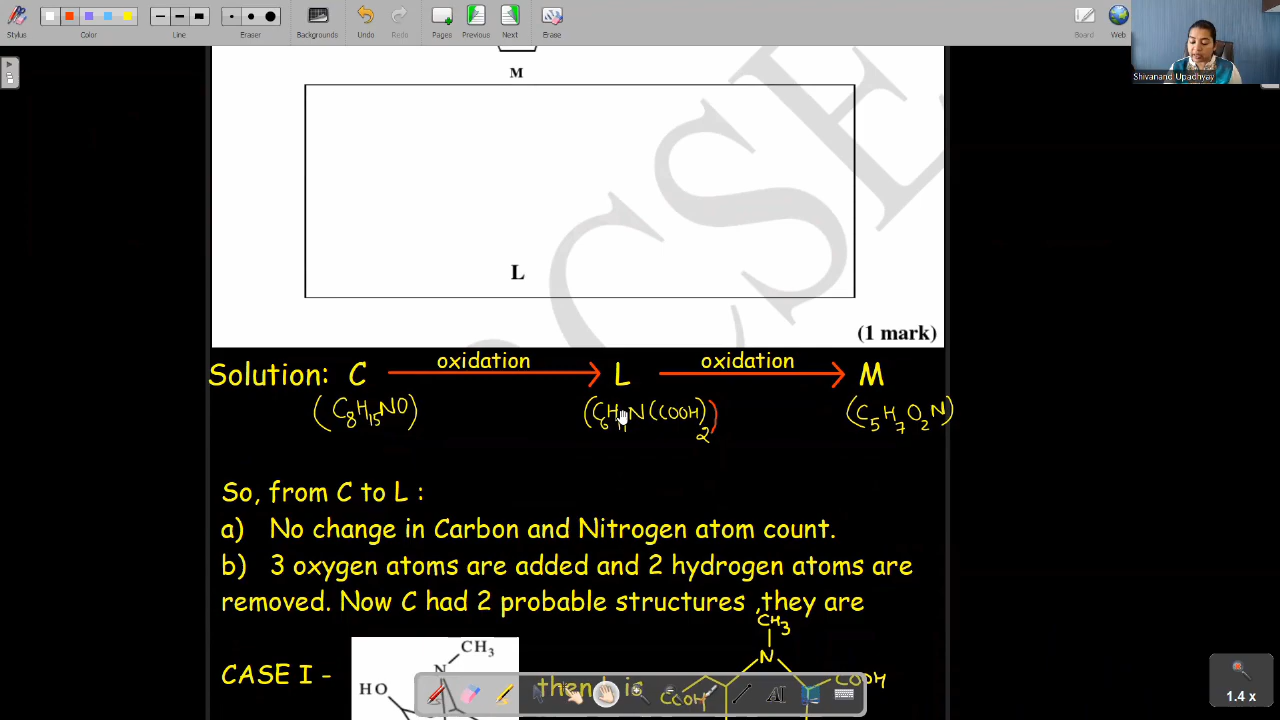 Stylus
Color
Line
Eraser
Backgrounds
Undo
Redo
Pages
Previous
Next
Erase
Board
Web
Shivanand Upadhyay
M
CSE
L
(1 mark)
Solution: C oxidation L oxidation M
(C8H15NO) (C6H11N(COOH)2) (C5H7O2N)
So, from C to L :
a) No change in Carbon and Nitrogen atom count.
b) 3 oxygen atoms are added and 2 hydrogen atoms are
removed. Now C had 2 probable structures ,they are
CH3
CASE I -
CH3
N
HO
N
COOH
COOH
1.4 x